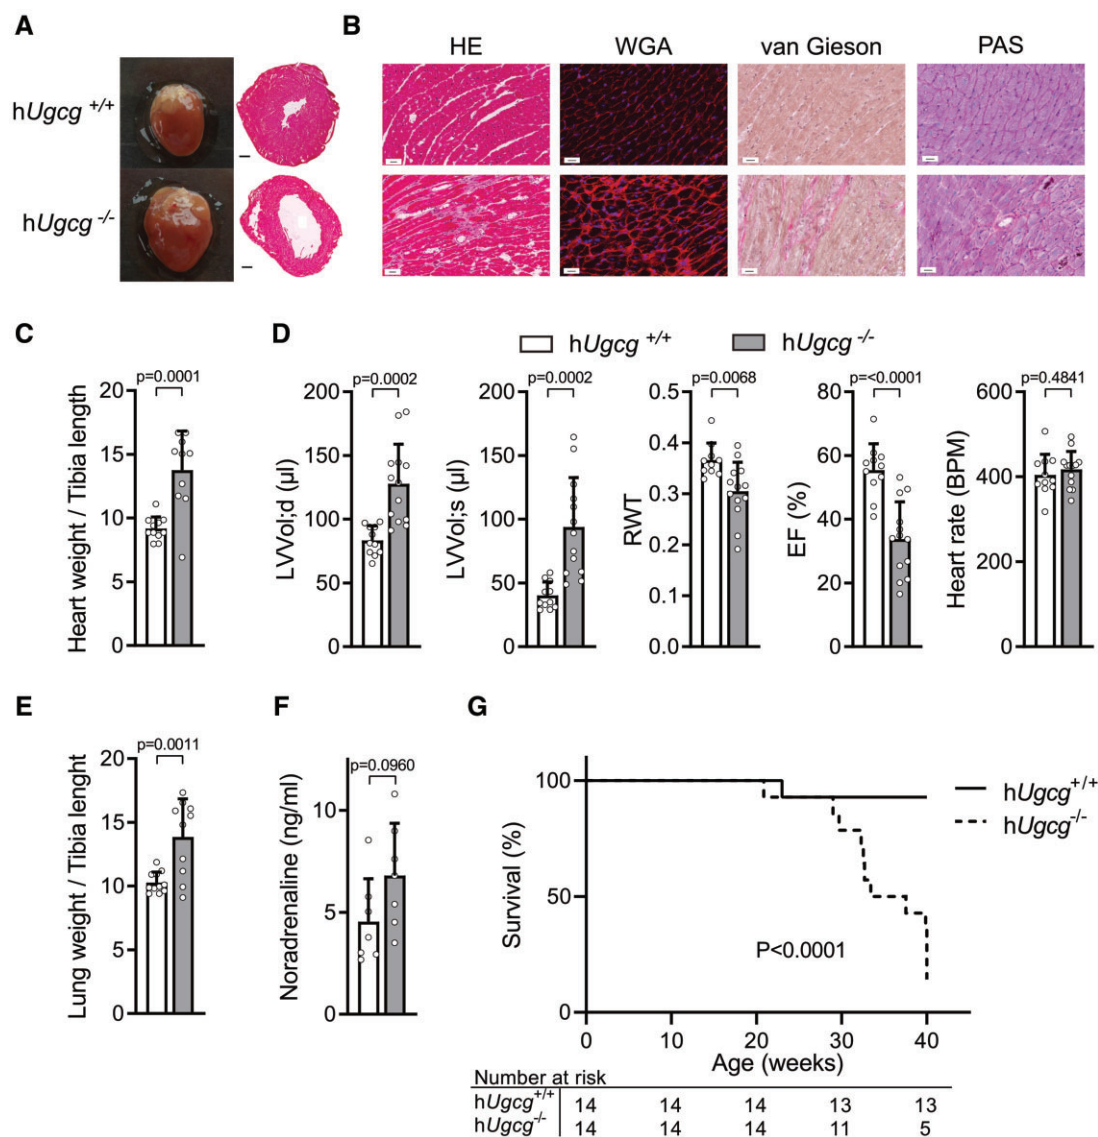 A
B
HE WGA van Gieson PAS
hUgcg +/+
hUgcg -/-
C
D
hUgcg +/+ hUgcg -/-
p=0.0001
20
15
10
5
0
Heart weight / Tibia length
p=0.0002
200
150
100
50
0
LVVol;d (µl)
p=0.0002
200
150
100
50
0
LVVol;s (µl)
p=0.0068
0.5
0.4
0.3
0.2
0.1
0.0
RWT
p=<0.0001
80
60
40
20
0
EF (%)
p=0.4841
600
400
200
0
Heart rate (BPM)
E
p=0.0011
20
15
10
5
0
Lung weight / Tibia lenght
F
p=0.0960
10
5
0
Noradrenaline (ng/ml)
G
100
50
0
Survival (%)
hUgcg+/+
hUgcg-/-
P<0.0001
0 10 20 30 40
Age (weeks)
Number at risk
hUgcg+/+ 14 14 14 13 13
hUgcg-/- 14 14 14 11 5